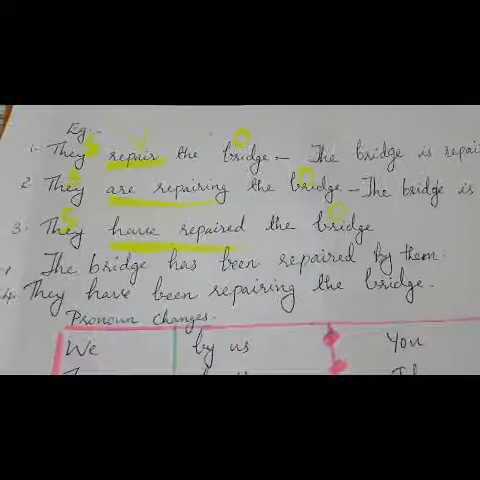 Eg:-
1. They repair the bridge - The bridge is repai
2. They are repairing the bridge - The bridge is
3. They have repaired the bridge
The bridge has been repaired by them.
They have been repairing the bridge.
Pronoun changes.
We by us You